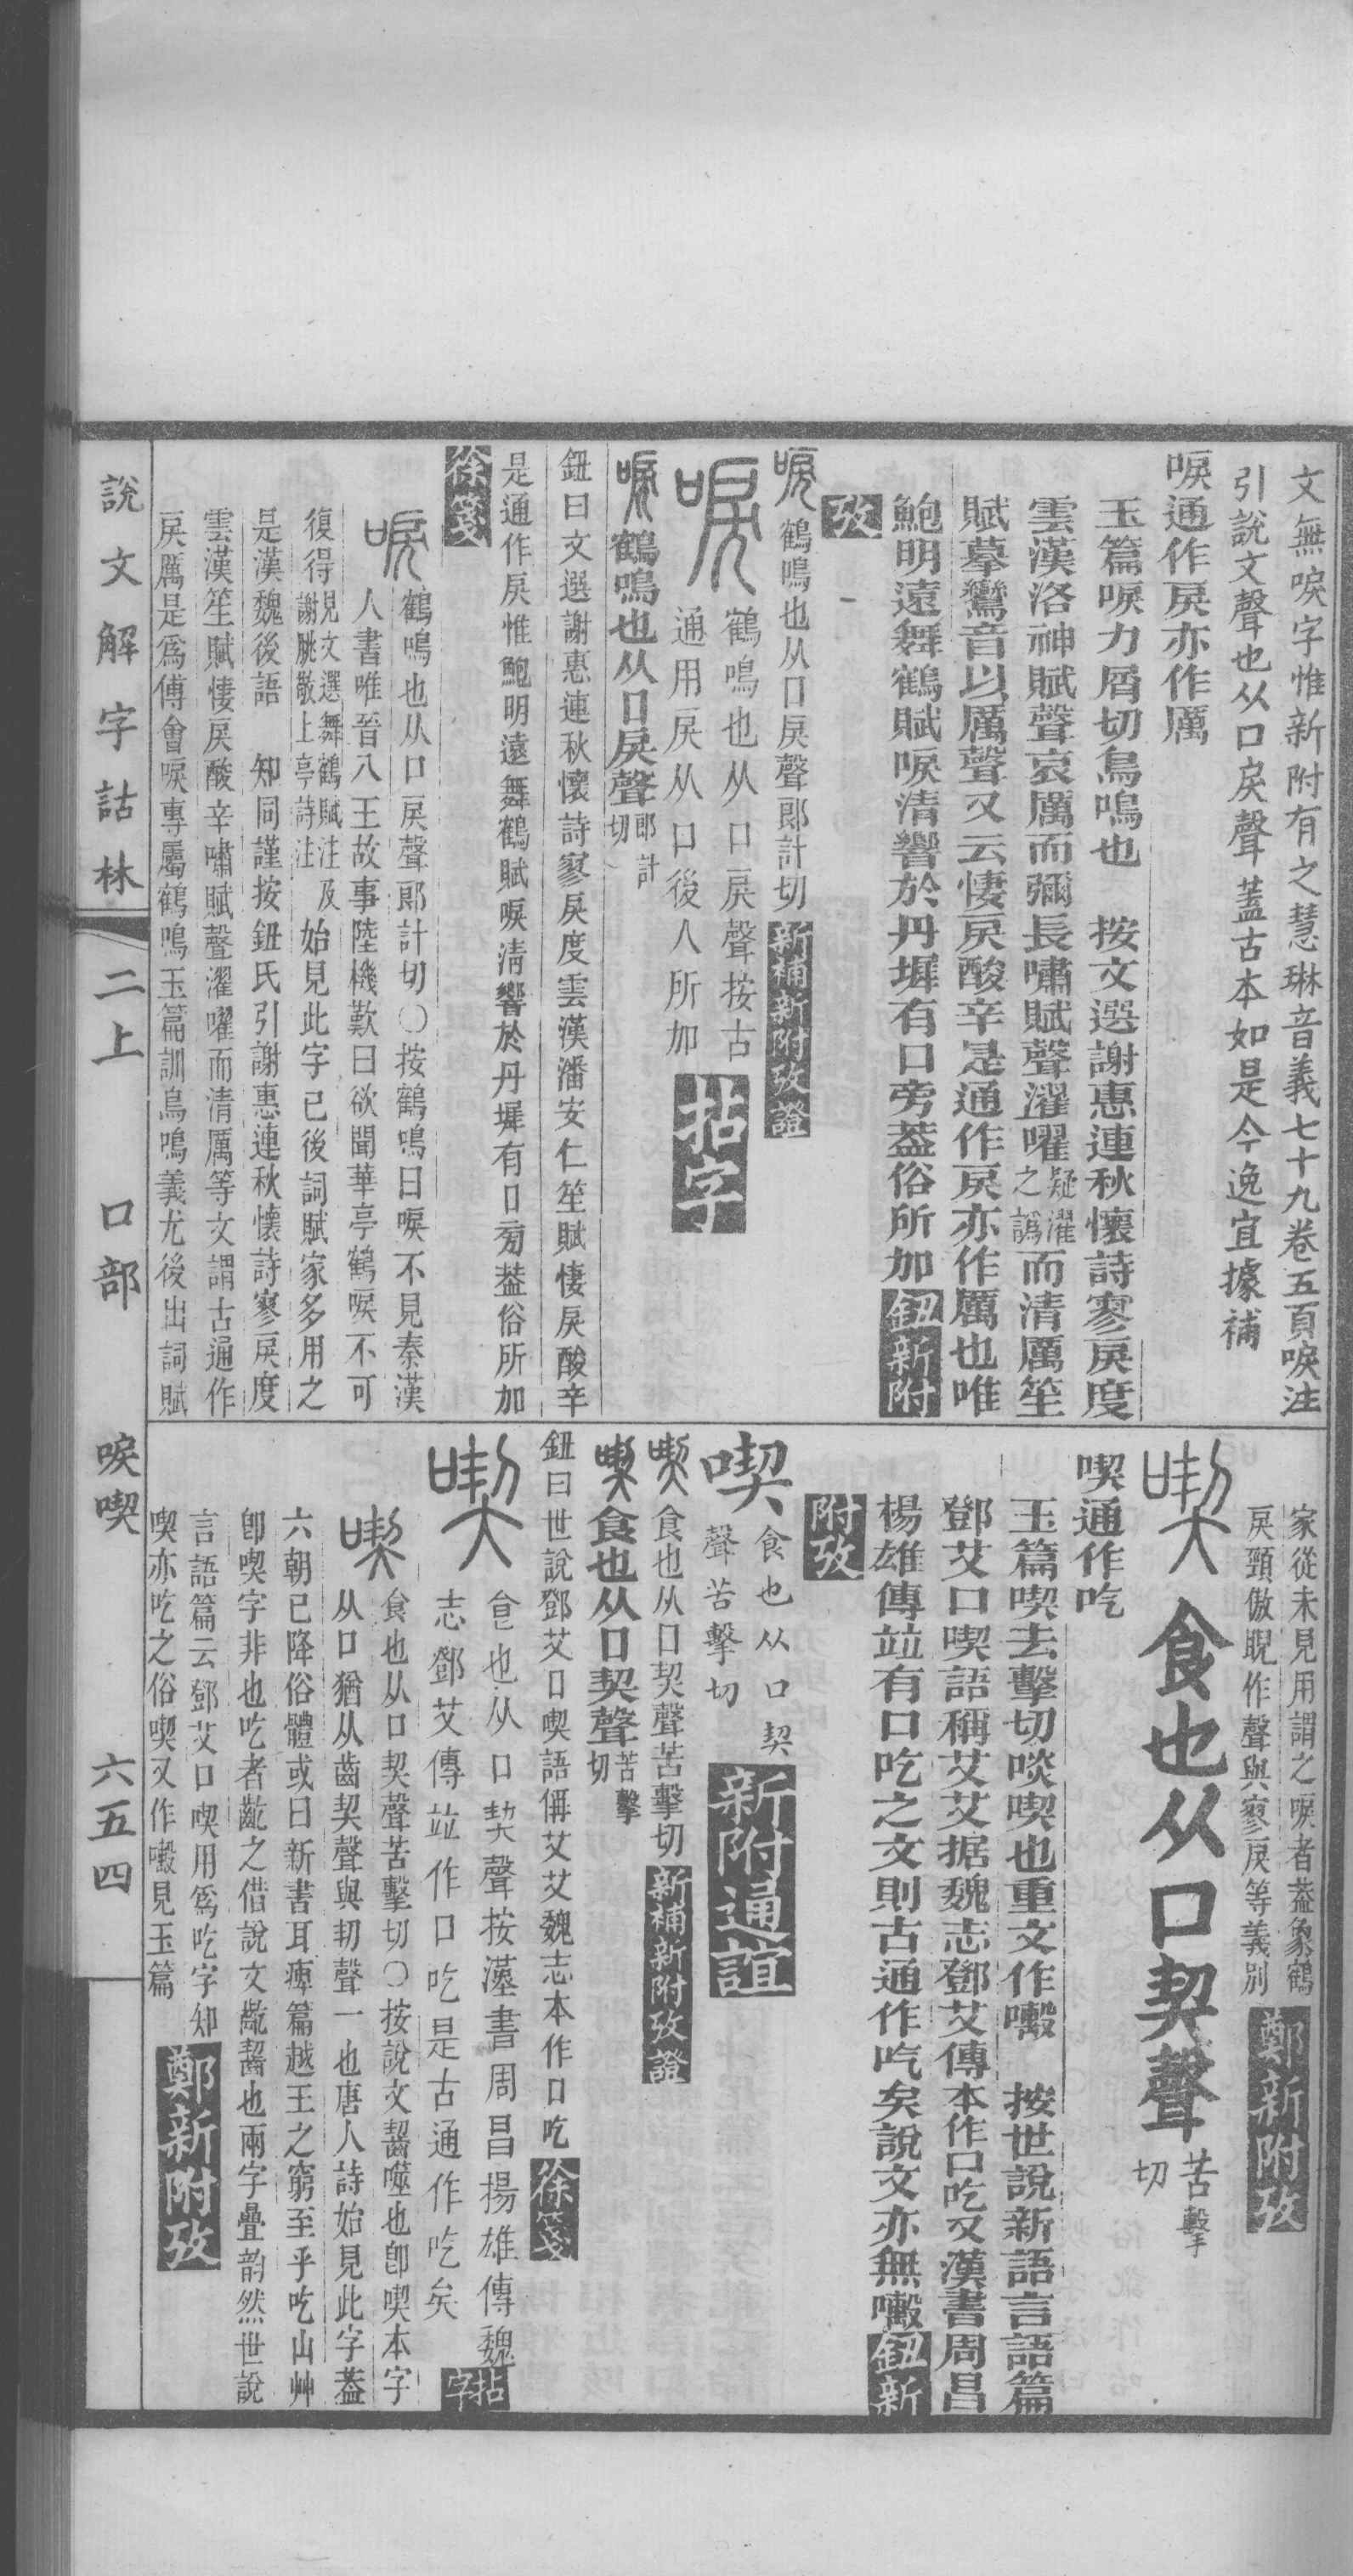 文無唳字惟新附有之慧琳音義七十九卷五頁唳注
引說文聲也从口戾聲葢古本如是今逸宜據補
唳通作戾亦作厲
玉篇唳力屑切鳥鳴也　按文選謝惠連秋懷詩寥戾度
雲漢洛神賦聲哀厲而彌長嘯賦聲濯曜疑濯之譌而清厲笙
賦摹鸞音以厲聲又云悽戾酸辛是通作戾亦作厲也唯
鮑明遠舞鶴賦唳清響於丹墀有口旁葢俗所加鈕新附
攷
唳鶴鳴也从口戾聲郎計切新補新附攷證
唳鶴鳴也从口戾聲按古
通用戾从口後人所加拈字
唳鶴鳴也从口戾聲郎計切
鈕曰文選謝惠連秋懷詩寥戾度雲漢潘安仁笙賦悽戾酸辛
是通作戾惟鮑明遠舞鶴賦唳淸響於丹墀有口旁葢俗所加
徐箋
唳鶴鳴也从口戾聲郎計切○按鶴鳴曰唳不見秦漢
人書唯晉八王故事陸機歎曰欲聞華亭鶴唳不可
復得見文選舞鶴賦注及謝朓敬上亭詩注始見此字已後詞賦家多用之
是漢魏後語　知同謹按鈕氏引謝惠連秋懷詩寥戾度
雲漢笙賦悽戾酸辛嘯賦聲濯曜而清厲等文謂古通作
戾厲是爲傅會唳專屬鶴鳴玉篇訓鳥鳴義尤後出詞賦
家從未見用謂之唳者葢象鶴
戾頸傲睨作聲與寥戾等義別鄭新附攷
喫食也从口契聲苦擊切
喫通作吃
玉篇喫去擊切啖喫也重文作嚽　按世說新語言語篇
鄧艾口喫語稱艾艾据魏志鄧艾傳本作口吃又漢書周昌
楊雄傳竝有口吃之文則古通作吃矣說文亦無嚽鈕新
附攷
喫食也从口契
聲苦擊切新附通誼
喫食也从口契聲苦擊切新補新附攷證
喫食也从口契聲苦擊切
鈕曰世說鄧艾口喫語偁艾艾魏志本作口吃徐箋
喫食也从口契聲按漢書周昌揚雄傳魏
志鄧艾傳竝作口吃是古通作吃矣拈字
喫食也从口契聲苦擊切○按說文齧噬也卽喫本字
从口猶从齒契聲與㓞聲一也唐人詩始見此字葢
六朝已降俗體或曰新書耳痺篇越王之窮至乎吃山艸
卽喫字非也吃者齕之借說文齕齧也兩字疊韵然世說
言語篇云鄧艾口喫用爲吃字知
喫亦吃之俗喫又作嚽見玉篇鄭新附攷
說文解字詁林　二上　口部　唳喫　六五四